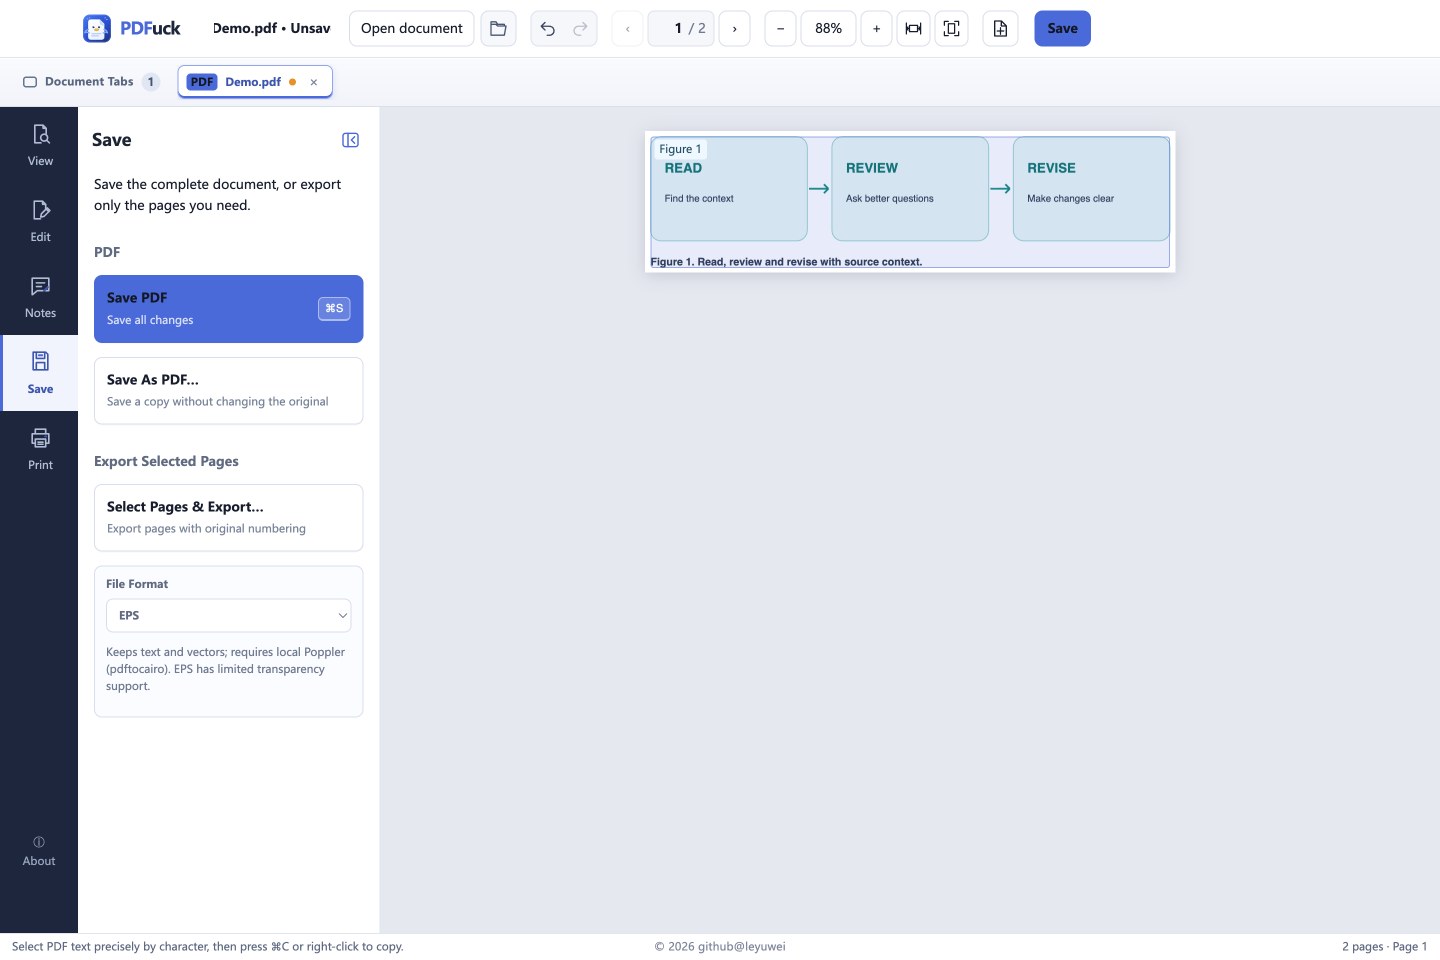 PDFuck
Demo.pdf • Unsav
Open document
‹
1 / 2
›
−
88%
+
Save
Document Tabs 1
PDF Demo.pdf ×
View
Edit
Notes
Save
Print
About
Save
Save the complete document, or export
only the pages you need.
PDF
Save PDF
Save all changes
⌘S
Save As PDF...
Save a copy without changing the original
Export Selected Pages
Select Pages & Export...
Export pages with original numbering
File Format
EPS
Keeps text and vectors; requires local Poppler
(pdftocairo). EPS has limited transparency
support.
Figure 1
READ
Find the context
→
REVIEW
Ask better questions
→
REVISE
Make changes clear
Figure 1. Read, review and revise with source context.
Select PDF text precisely by character, then press ⌘C or right-click to copy.
© 2026 github@leyuwei
2 pages · Page 1